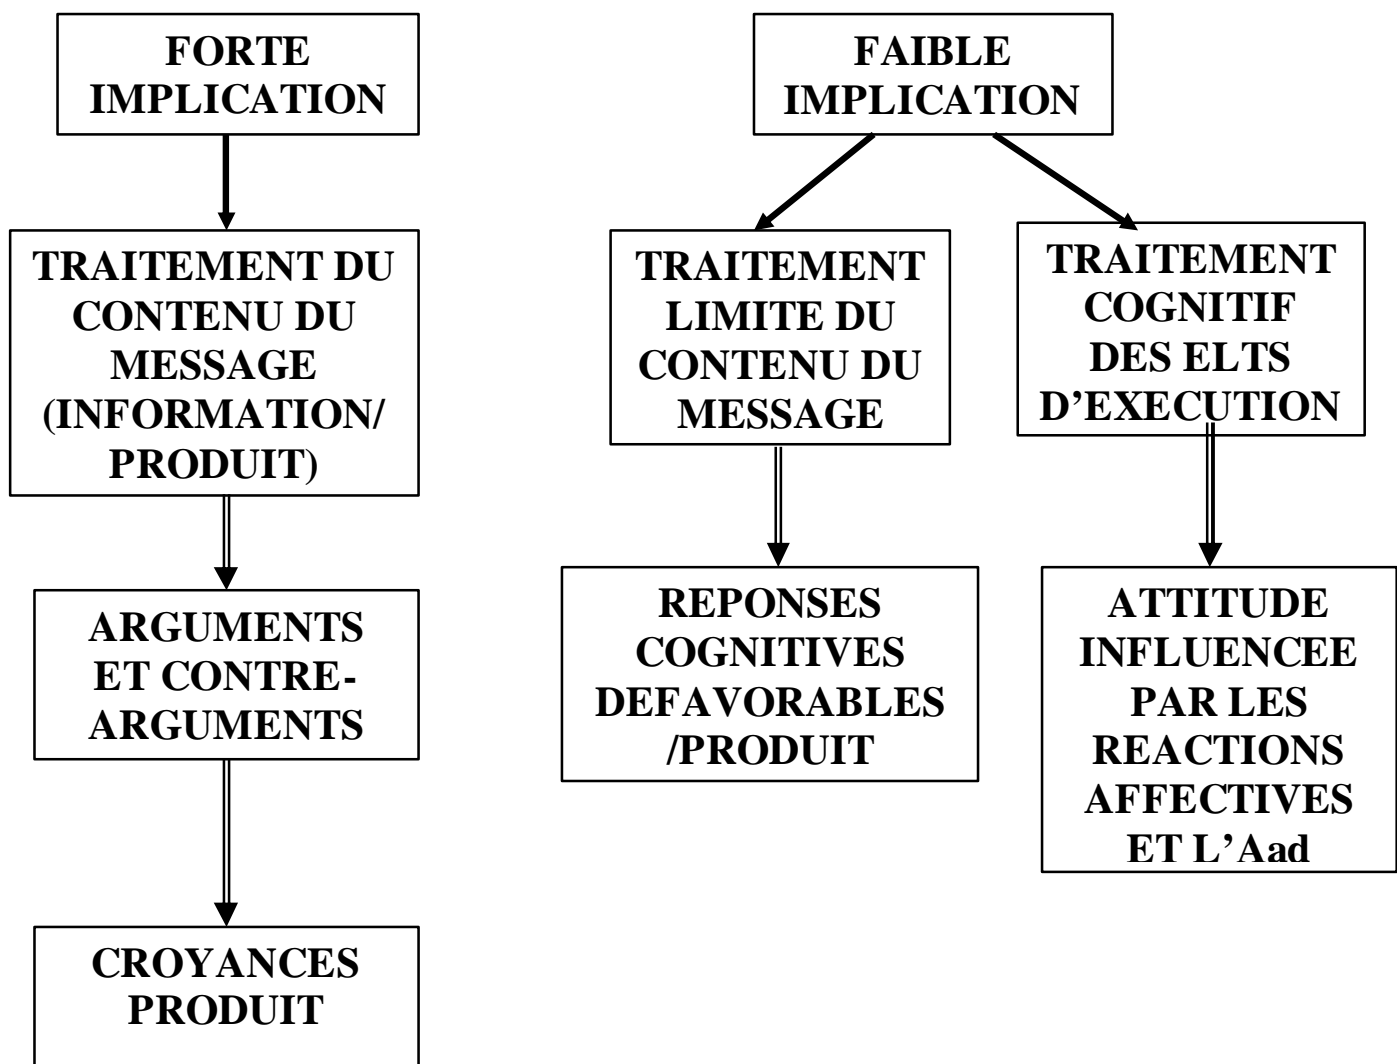 FORTE
IMPLICATION
TRAITEMENT DU
CONTENU DU
MESSAGE
(INFORMATION/
PRODUIT)
ARGUMENTS
ET CONTRE-
ARGUMENTS
CROYANCES
PRODUIT
FAIBLE
IMPLICATION
TRAITEMENT
LIMITE DU
CONTENU DU
MESSAGE
REPONSES
COGNITIVES
DEFAVORABLES
/PRODUIT
TRAITEMENT
COGNITIF
DES ELTS
D’EXECUTION
ATTITUDE
INFLUENCEE
PAR LES
REACTIONS
AFFECTIVES
ET L’Aad